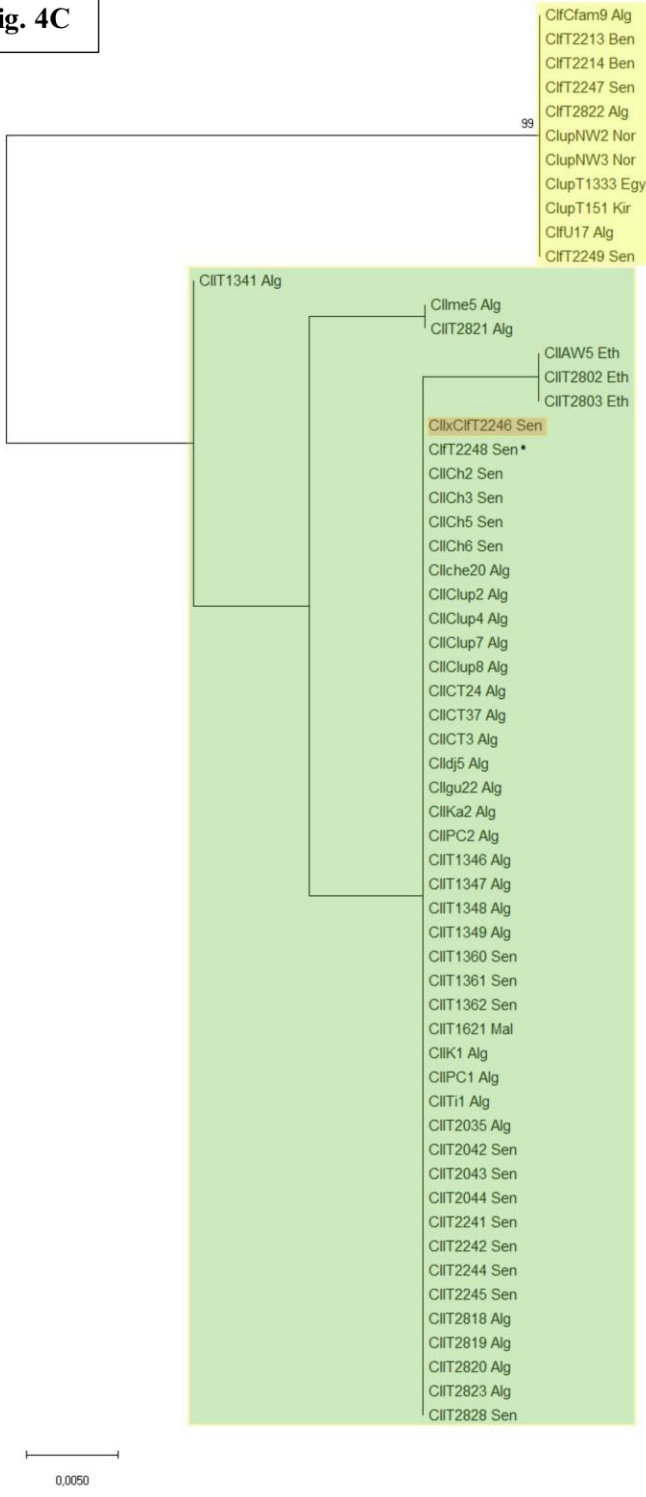 ig. 4C
ClfCfam9 Alg
ClfT2213 Ben
ClfT2214 Ben
ClfT2247 Sen
ClfT2822 Alg
99
ClupNW2 Nor
ClupNW3 Nor
ClupT1333 Egy
ClupT151 Kir
ClfU17 Alg
ClfT2249 Sen
CllT1341 Alg
Cllme5 Alg
CllT2821 Alg
CllAW5 Eth
CllT2802 Eth
CllT2803 Eth
CllxClfT2246 Sen
ClfT2248 Sen•
CllCh2 Sen
CllCh3 Sen
CllCh5 Sen
CllCh6 Sen
Cllche20 Alg
CllClup2 Alg
CllClup4 Alg
CllClup7 Alg
CllClup8 Alg
CllCT24 Alg
CllCT37 Alg
CllCT3 Alg
Clldj5 Alg
Cllgu22 Alg
CllKa2 Alg
CllPC2 Alg
CllT1346 Alg
CllT1347 Alg
CllT1348 Alg
CllT1349 Alg
CllT1360 Sen
CllT1361 Sen
CllT1362 Sen
CllT1621 Mal
CllK1 Alg
CllPC1 Alg
CllTi1 Alg
CllT2035 Alg
CllT2042 Sen
CllT2043 Sen
CllT2044 Sen
CllT2241 Sen
CllT2242 Sen
CllT2244 Sen
CllT2245 Sen
CllT2818 Alg
CllT2819 Alg
CllT2820 Alg
CllT2823 Alg
CllT2828 Sen
0,0050